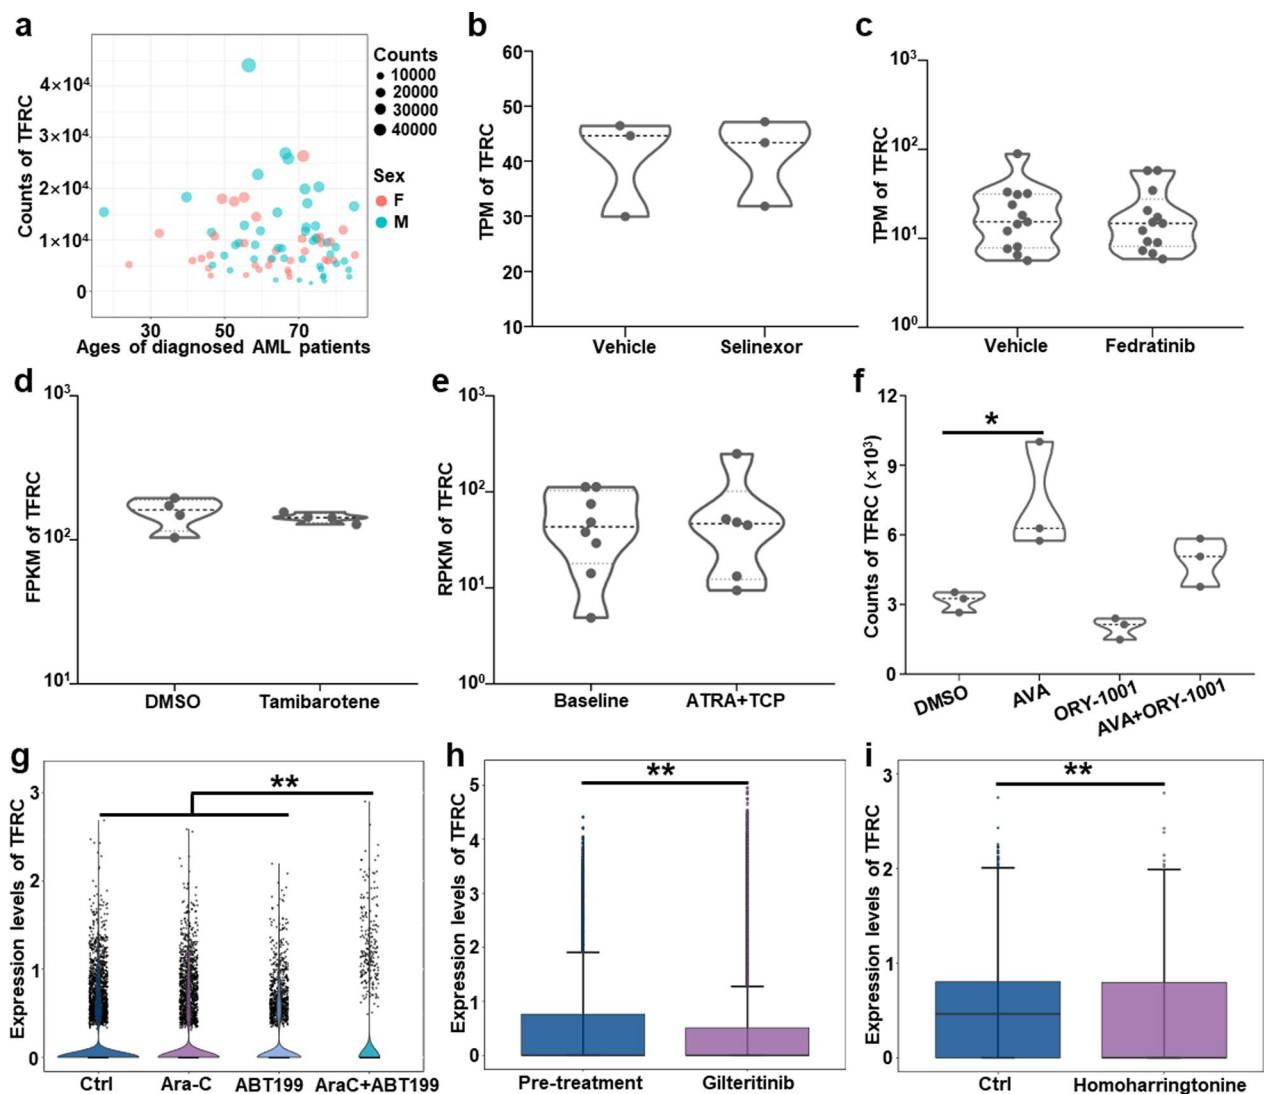 a
Counts of TFRC
4×10⁴
3×10⁴
2×10⁴
1×10⁴
0
30 50 70
Ages of diagnosed AML patients
Counts
10000
20000
30000
40000
Sex
F
M
b
TPM of TFRC
60
50
40
30
20
10
Vehicle Selinexor
c
TPM of TFRC
10³
10²
10¹
10⁰
Vehicle Fedratinib
d
FPKM of TFRC
10³
10²
10¹
DMSO Tamibarotene
e
RPKM of TFRC
10³
10²
10¹
10⁰
Baseline ATRA+TCP
f
Counts of TFRC (×10³)
12
9
6
3
0
*
DMSO AVA ORY-1001 AVA+ORY-1001
g
Expression levels of TFRC
3
2
1
0
**
Ctrl Ara-C ABT199 AraC+ABT199
h
Expression levels of TFRC
5
4
3
2
1
0
**
Pre-treatment Gilteritinib
i
Expression levels of TFRC
3
2
1
0
**
Ctrl Homoharringtonine